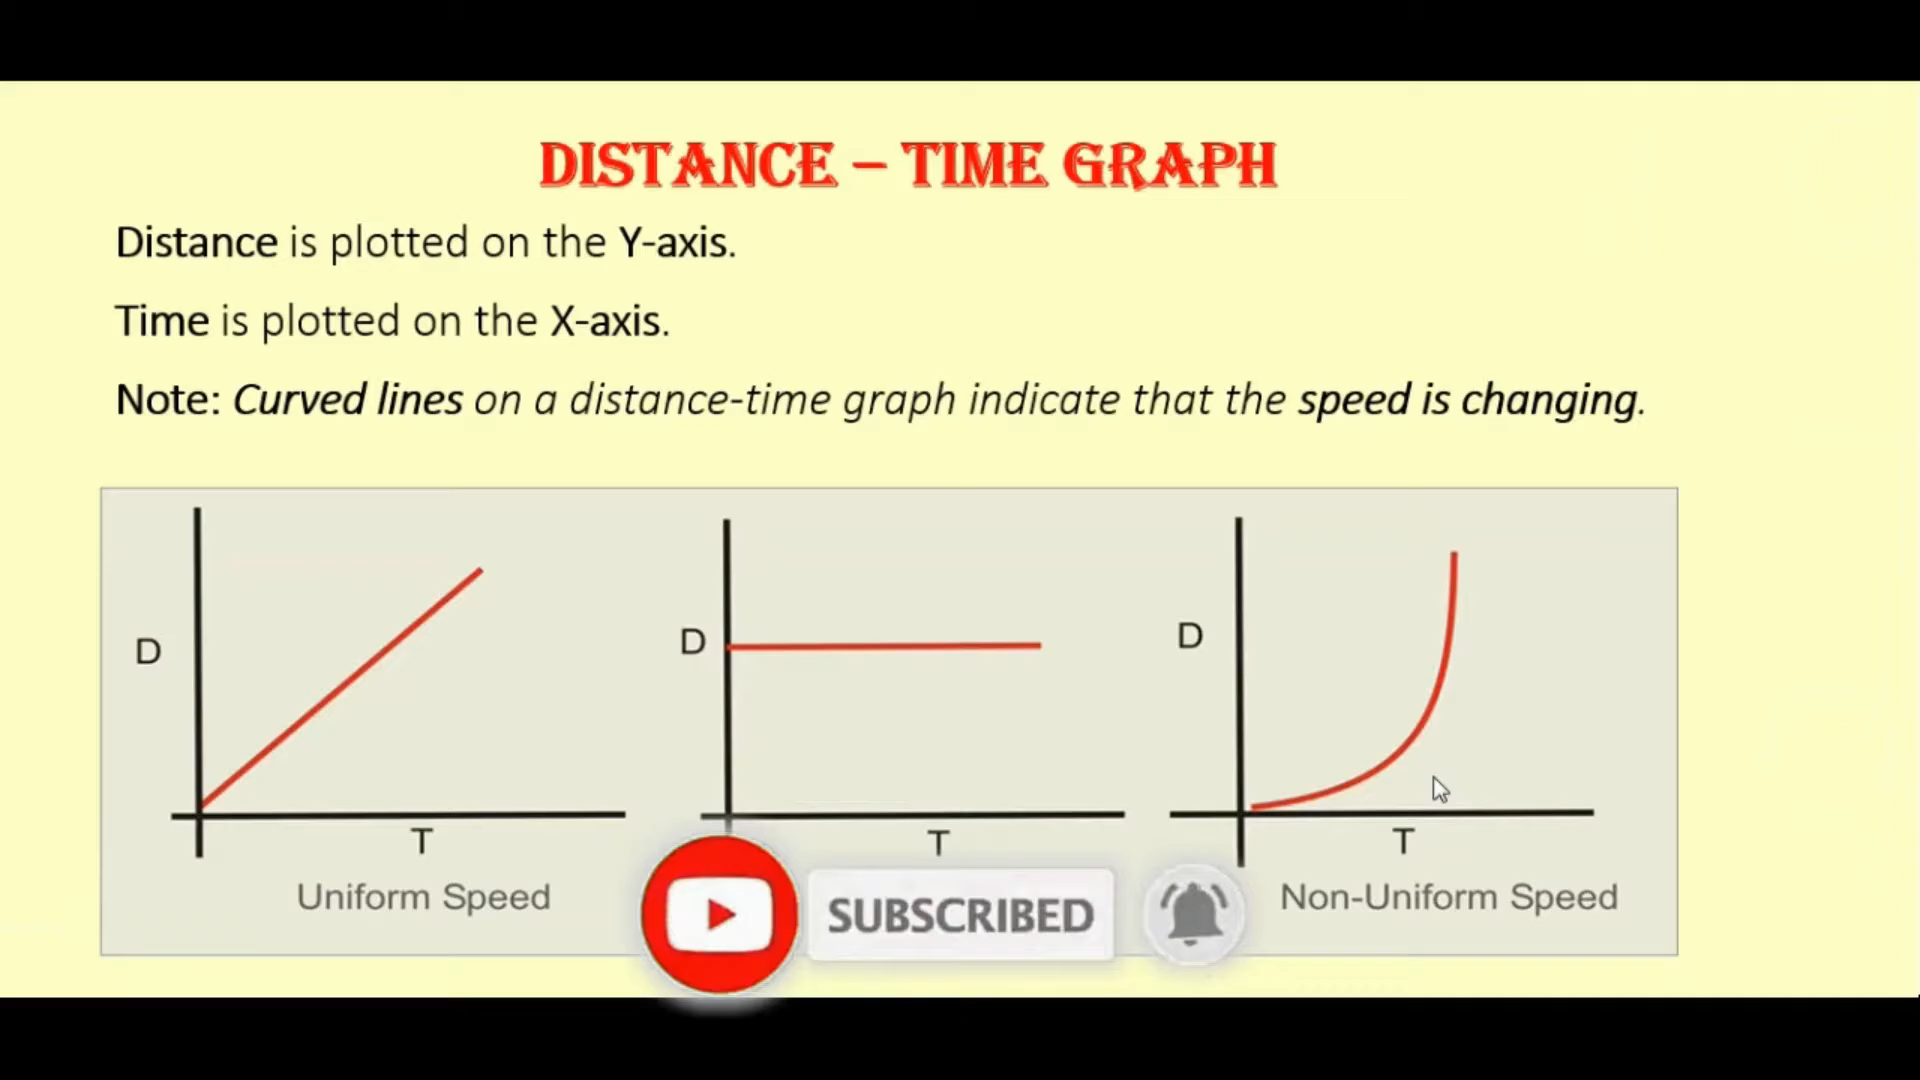 DISTANCE – TIME GRAPH
Distance is plotted on the Y-axis.
Time is plotted on the X-axis.
Note: Curved lines on a distance-time graph indicate that the speed is changing.
D
T
Uniform Speed
D
T
D
T
Non-Uniform Speed
SUBSCRIBED